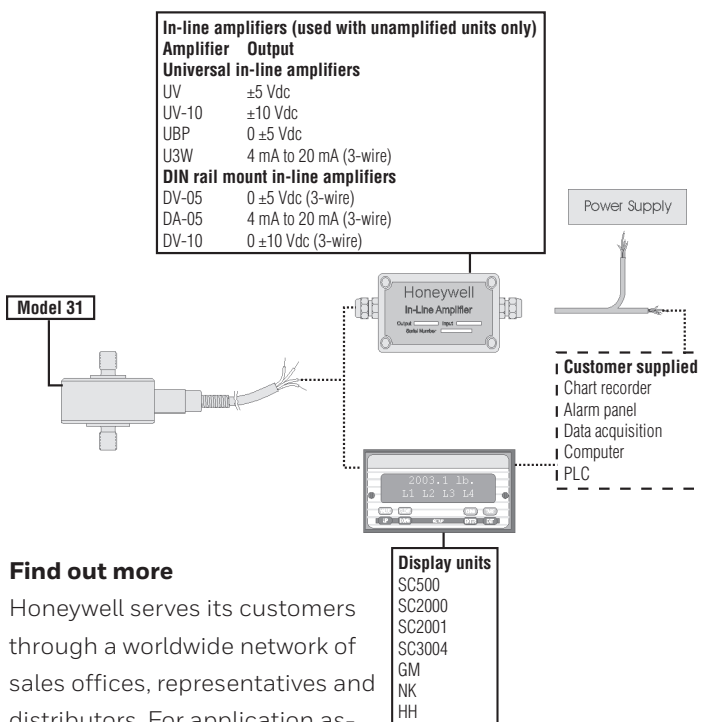 In-line amplifiers (used with unamplified units only)
Amplifier Output
Universal in-line amplifiers
UV ±5 Vdc
UV-10 ±10 Vdc
UBP 0 ±5 Vdc
U3W 4 mA to 20 mA (3-wire)
DIN rail mount in-line amplifiers
DV-05 0 ±5 Vdc (3-wire)
DA-05 4 mA to 20 mA (3-wire)
DV-10 0 ±10 Vdc (3-wire)
Power Supply
Model 31
Honeywell
In-Line Amplifier
Output Input
Serial Number
Customer supplied
Chart recorder
Alarm panel
Data acquisition
Computer
PLC
2003.1 lb.
L1 L2 L3 L4
UP DOWN SETUP ENTER EXIT
Display units
SC500
SC2000
SC2001
SC3004
GM
NK
HH
Find out more
Honeywell serves its customers
through a worldwide network of
sales offices, representatives and
distributors. For application as-